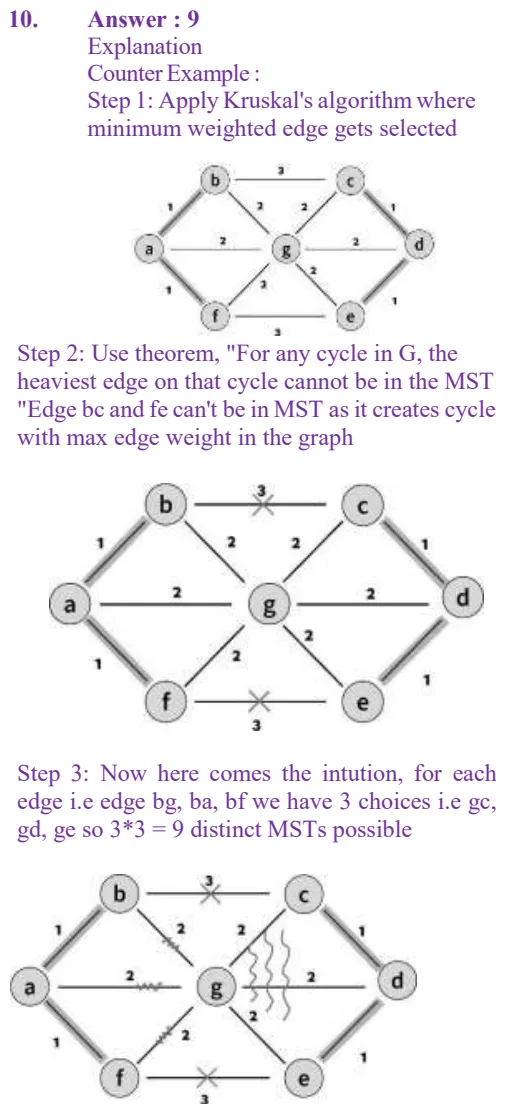 10. Answer : 9
Explanation
Counter Example :
Step 1: Apply Kruskal's algorithm where
minimum weighted edge gets selected
b 3 c
1 2 2 1
a 2 g 2 d
1 2 2 1
f e
3
Step 2: Use theorem, "For any cycle in G, the
heaviest edge on that cycle cannot be in the MST
"Edge bc and fe can't be in MST as it creates cycle
with max edge weight in the graph
b 3 c
1 2 2 1
a 2 g 2 d
1 2 2 1
f e
3
Step 3: Now here comes the intution, for each
edge i.e edge bg, ba, bf we have 3 choices i.e gc,
gd, ge so 3*3 = 9 distinct MSTs possible
b 3 c
1 2 2 1
a 2 g 2 d
1 2 2 1
f e
3